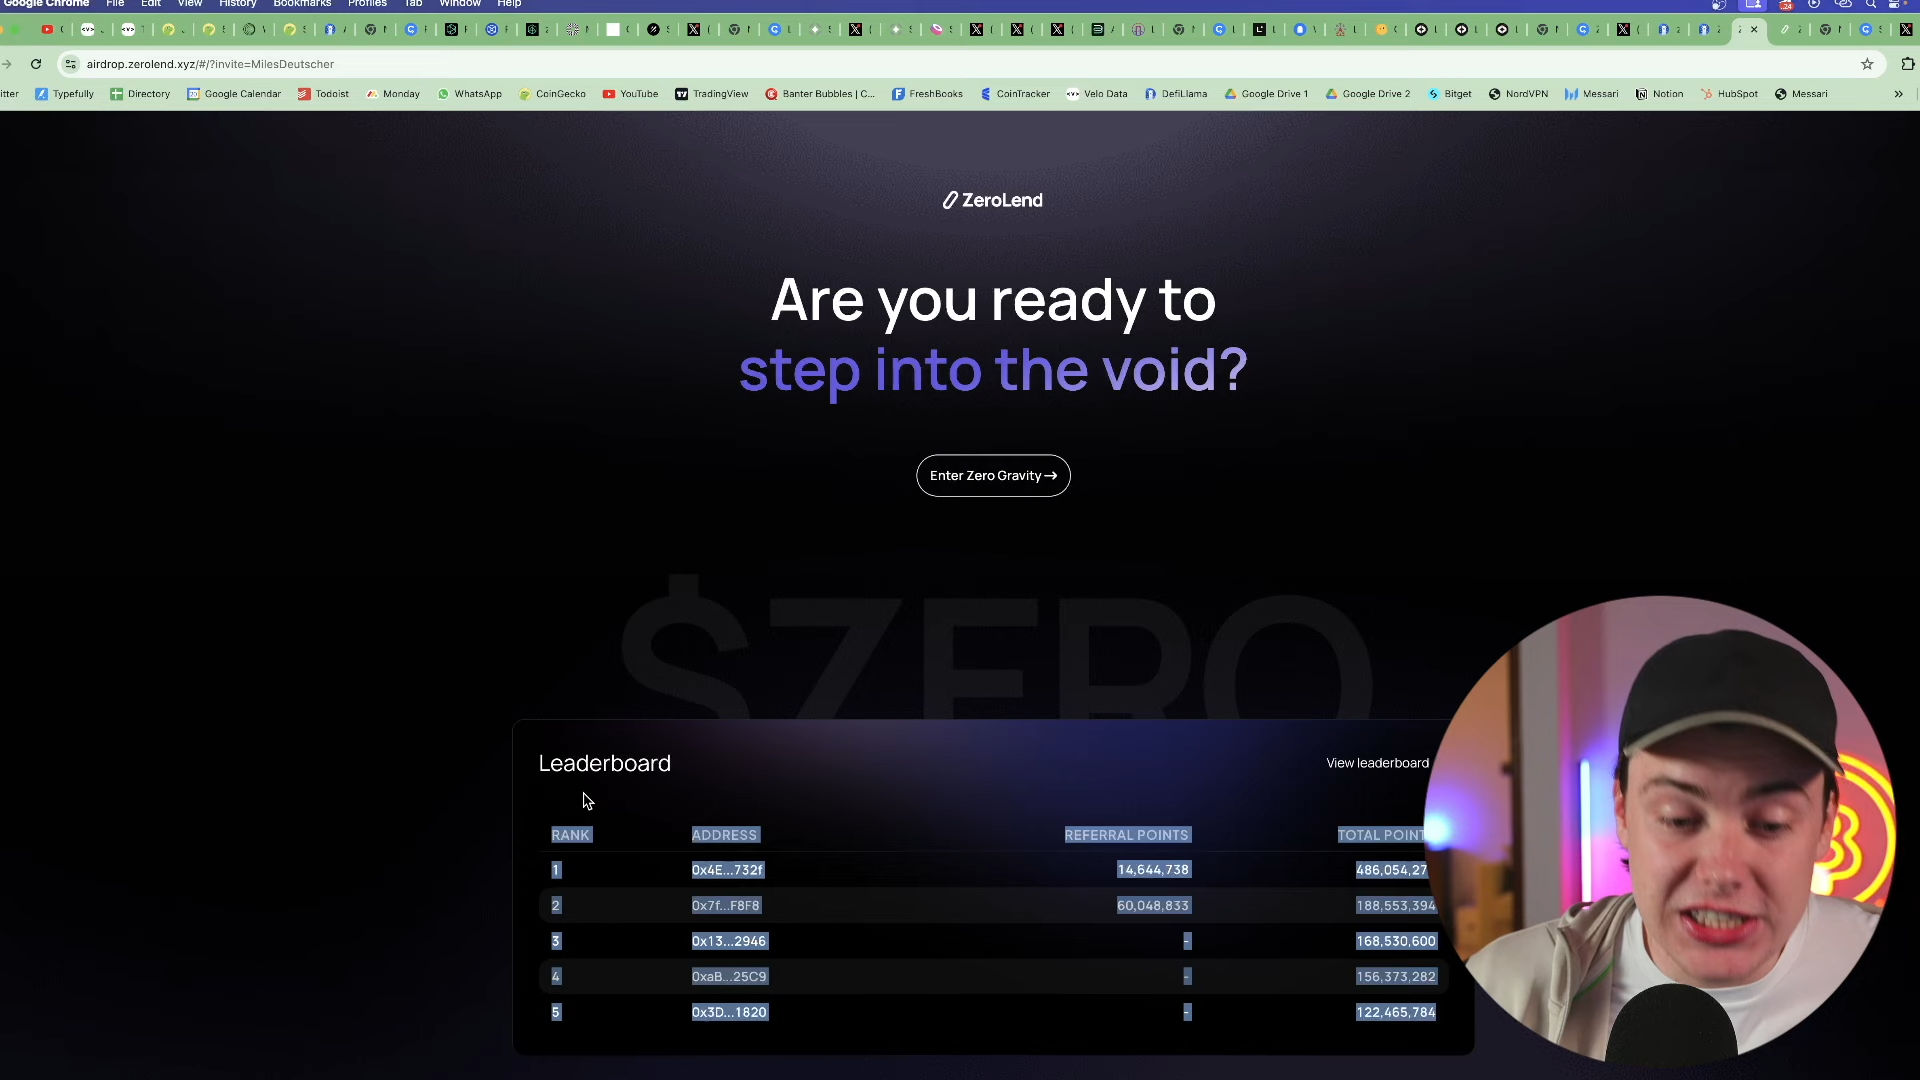 Google Chrome File Edit View History Bookmarks Profiles Tab Window Help
airdrop.zerolend.xyz/#/?invite=MilesDeutscher
itter Typefully Directory Google Calendar Todoist Monday WhatsApp CoinGecko YouTube TradingView Banter Bubbles | C... FreshBooks CoinTracker Velo Data DefiLlama Google Drive 1 Google Drive 2 Bitget NordVPN Messari Notion HubSpot Messari »
ZeroLend
Are you ready to
step into the void?
Enter Zero Gravity →
$ZERO
Leaderboard
View leaderboard
RANK ADDRESS REFERRAL POINTS TOTAL POINT
1 0x4E...732f 14,644,738 486,054,27
2 0x7f...F8F8 60,048,833 188,553,394
3 0x13...2946 - 168,530,600
4 0xaB...25C9 - 156,373,282
5 0x3D...1820 - 122,465,784